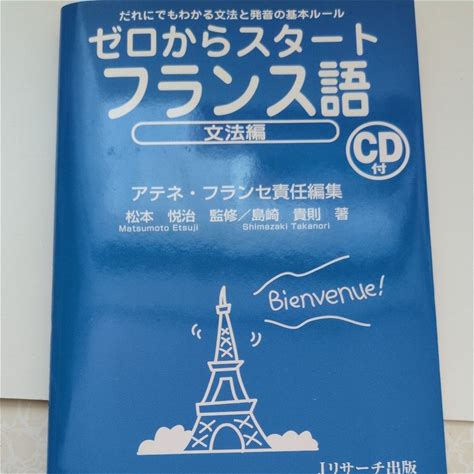 だれにでもわかる文法と発音の基本ルール
ゼロからスタート
フランス語
文法編
CD付
アテネ・フランセ責任編集
松本 悦治 監修／島崎 貴則 著
Matsumoto Etsuji Shimazaki Takanori
Bienvenue!
Jリサーチ出版